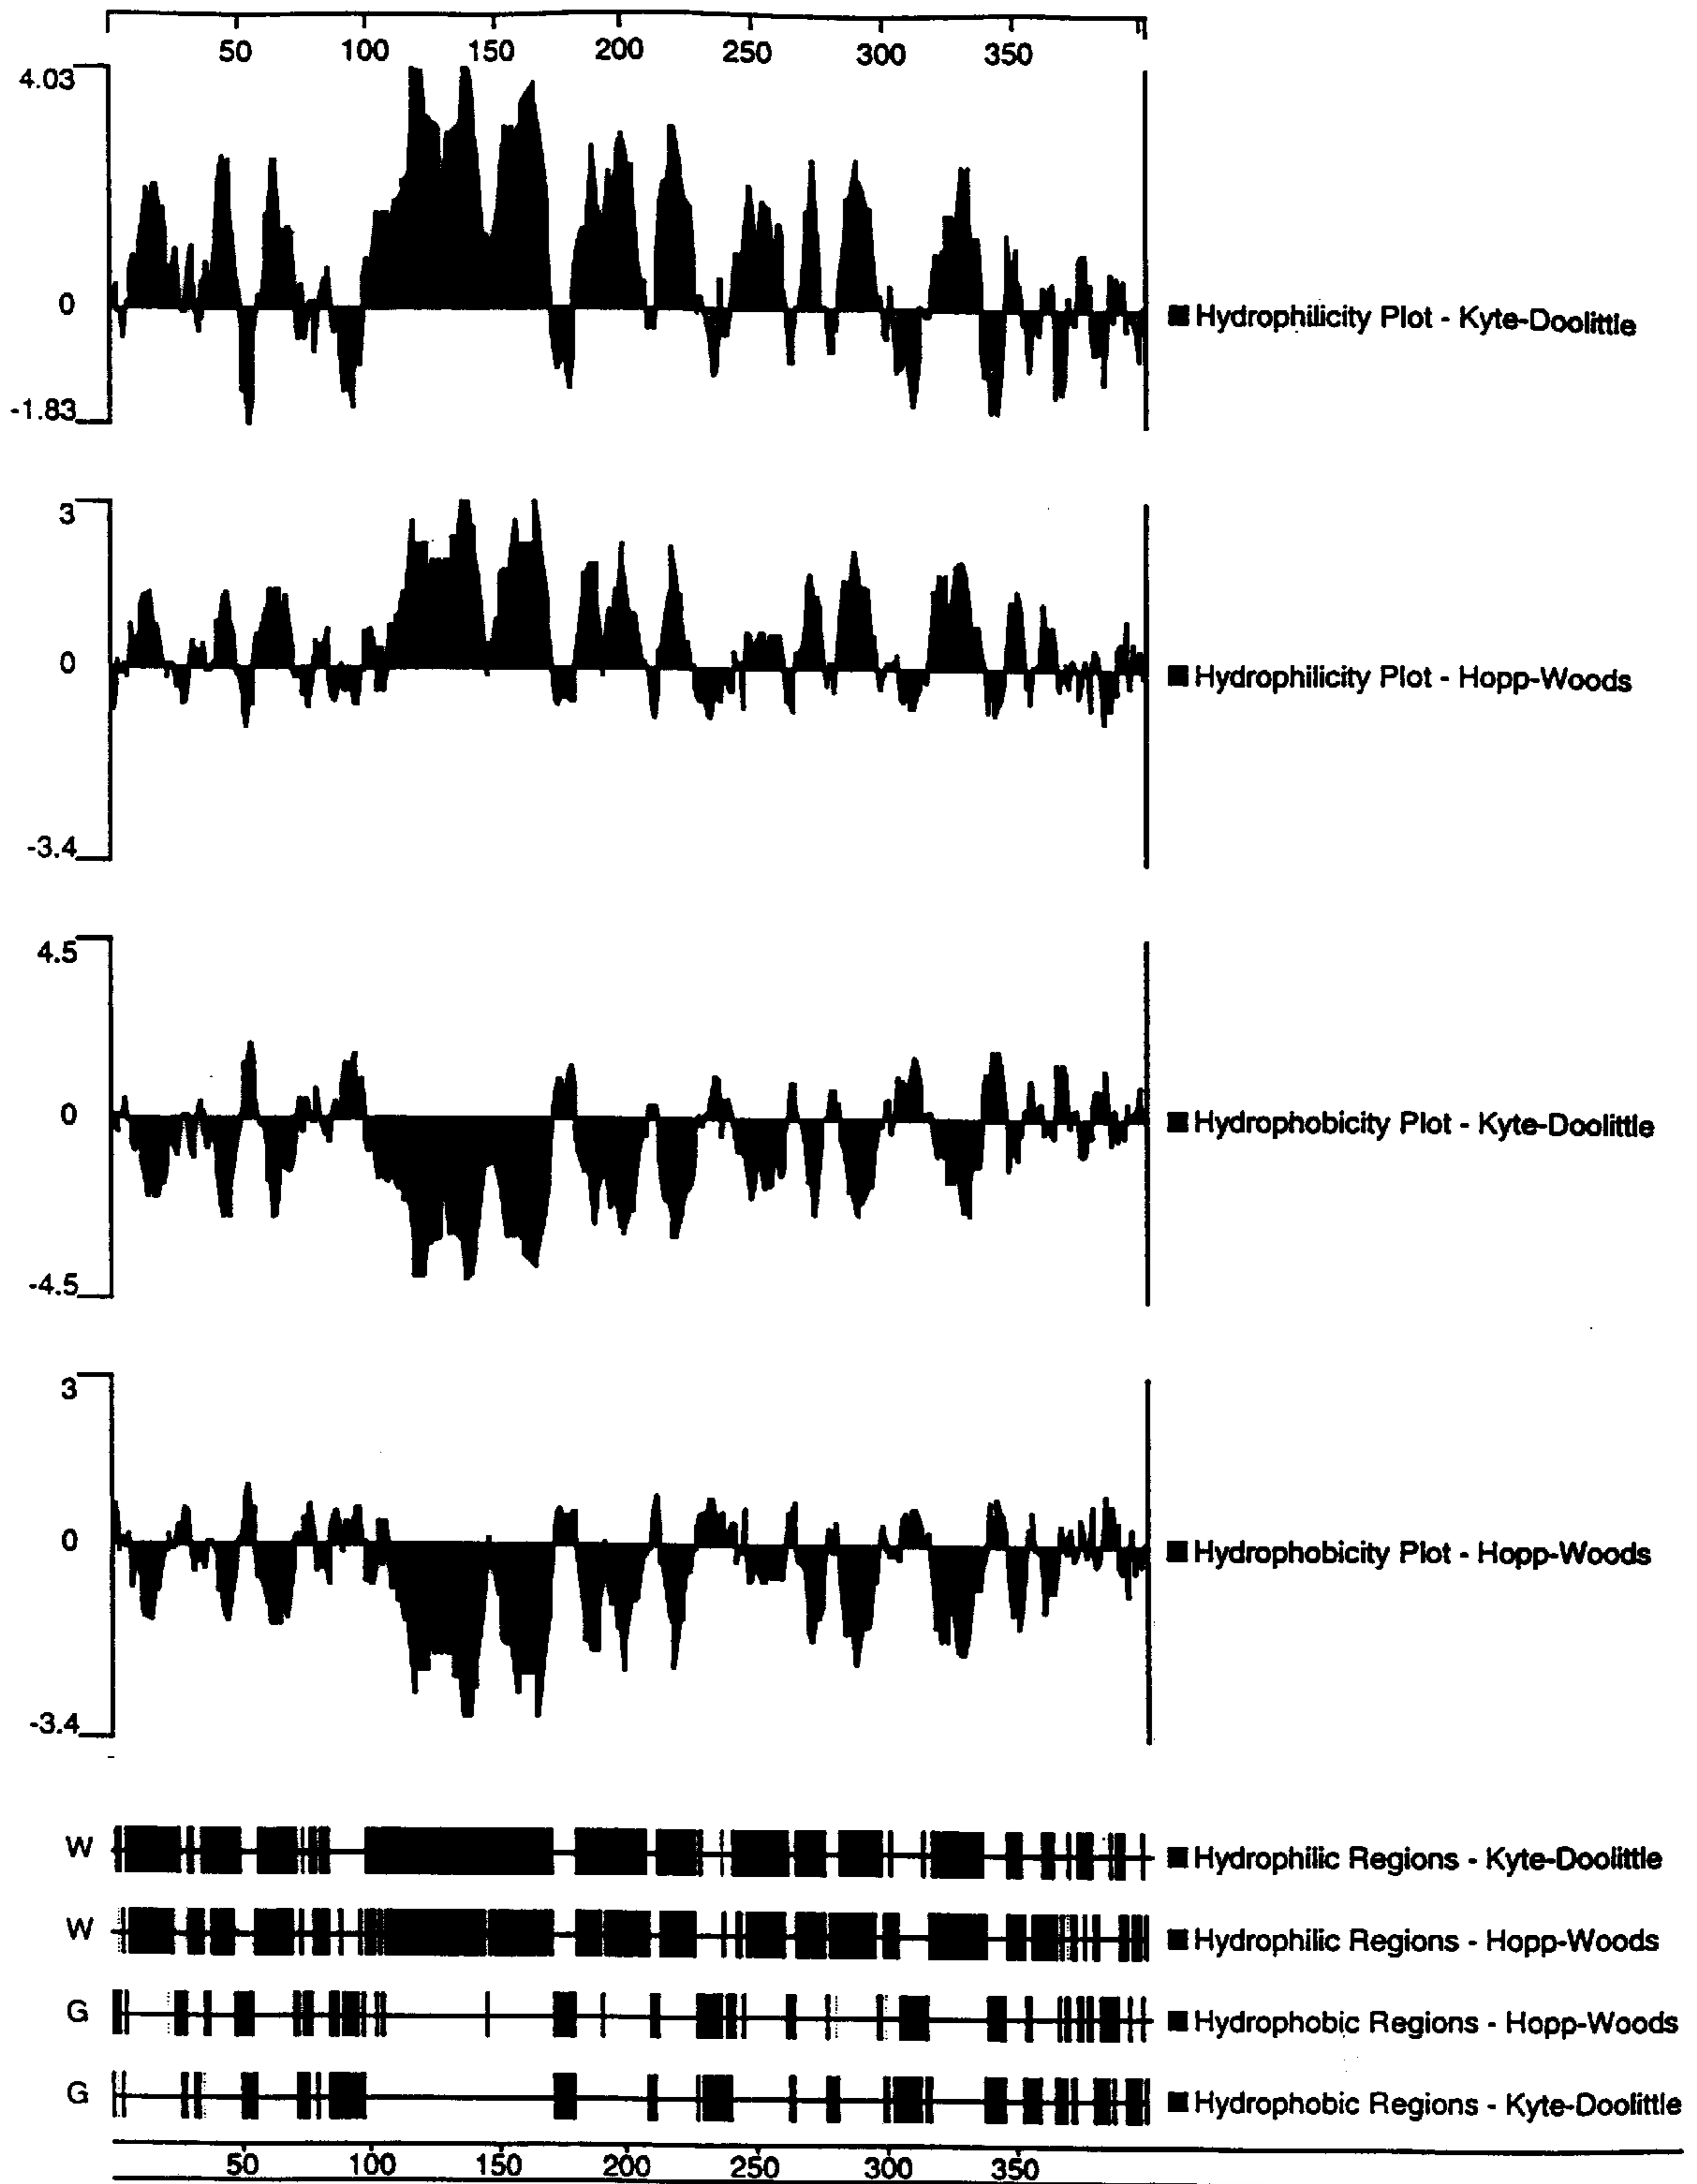 50 100 150 200 250 300 350
4.03
0
-1.83
Hydrophilicity Plot - Kyte-Doolittle
3
0
-3.4
Hydrophilicity Plot - Hopp-Woods
4.5
0
-4.5
Hydrophobicity Plot - Kyte-Doolittle
3
0
-3.4
Hydrophobicity Plot - Hopp-Woods
W Hydrophilic Regions - Kyte-Doolittle
W Hydrophilic Regions - Hopp-Woods
G Hydrophobic Regions - Hopp-Woods
G Hydrophobic Regions - Kyte-Doolittle
50 100 150 200 250 300 350